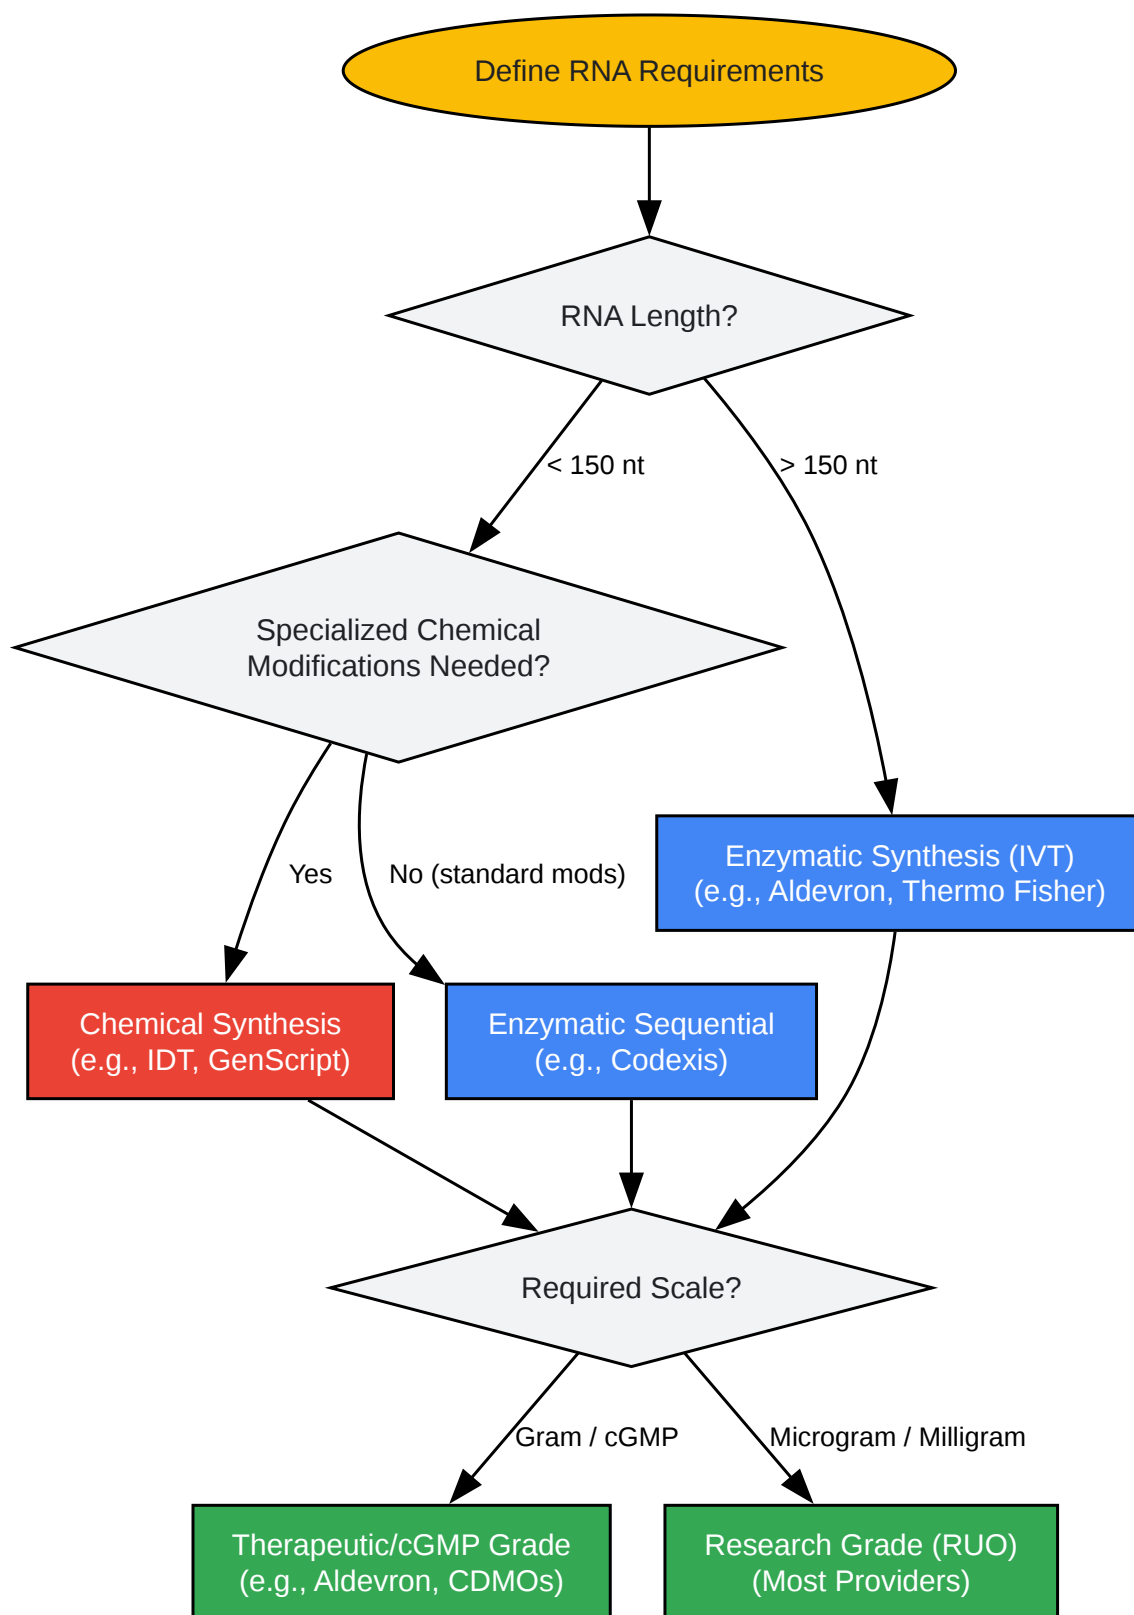 Define RNA Requirements
RNA Length?
< 150 nt
> 150 nt
Specialized Chemical
Modifications Needed?
Yes
No (standard mods)
Enzymatic Synthesis (IVT)
(e.g., Aldevron, Thermo Fisher)
Chemical Synthesis
(e.g., IDT, GenScript)
Enzymatic Sequential
(e.g., Codexis)
Required Scale?
Gram / cGMP
Microgram / Milligram
Therapeutic/cGMP Grade
(e.g., Aldevron, CDMOs)
Research Grade (RUO)
(Most Providers)